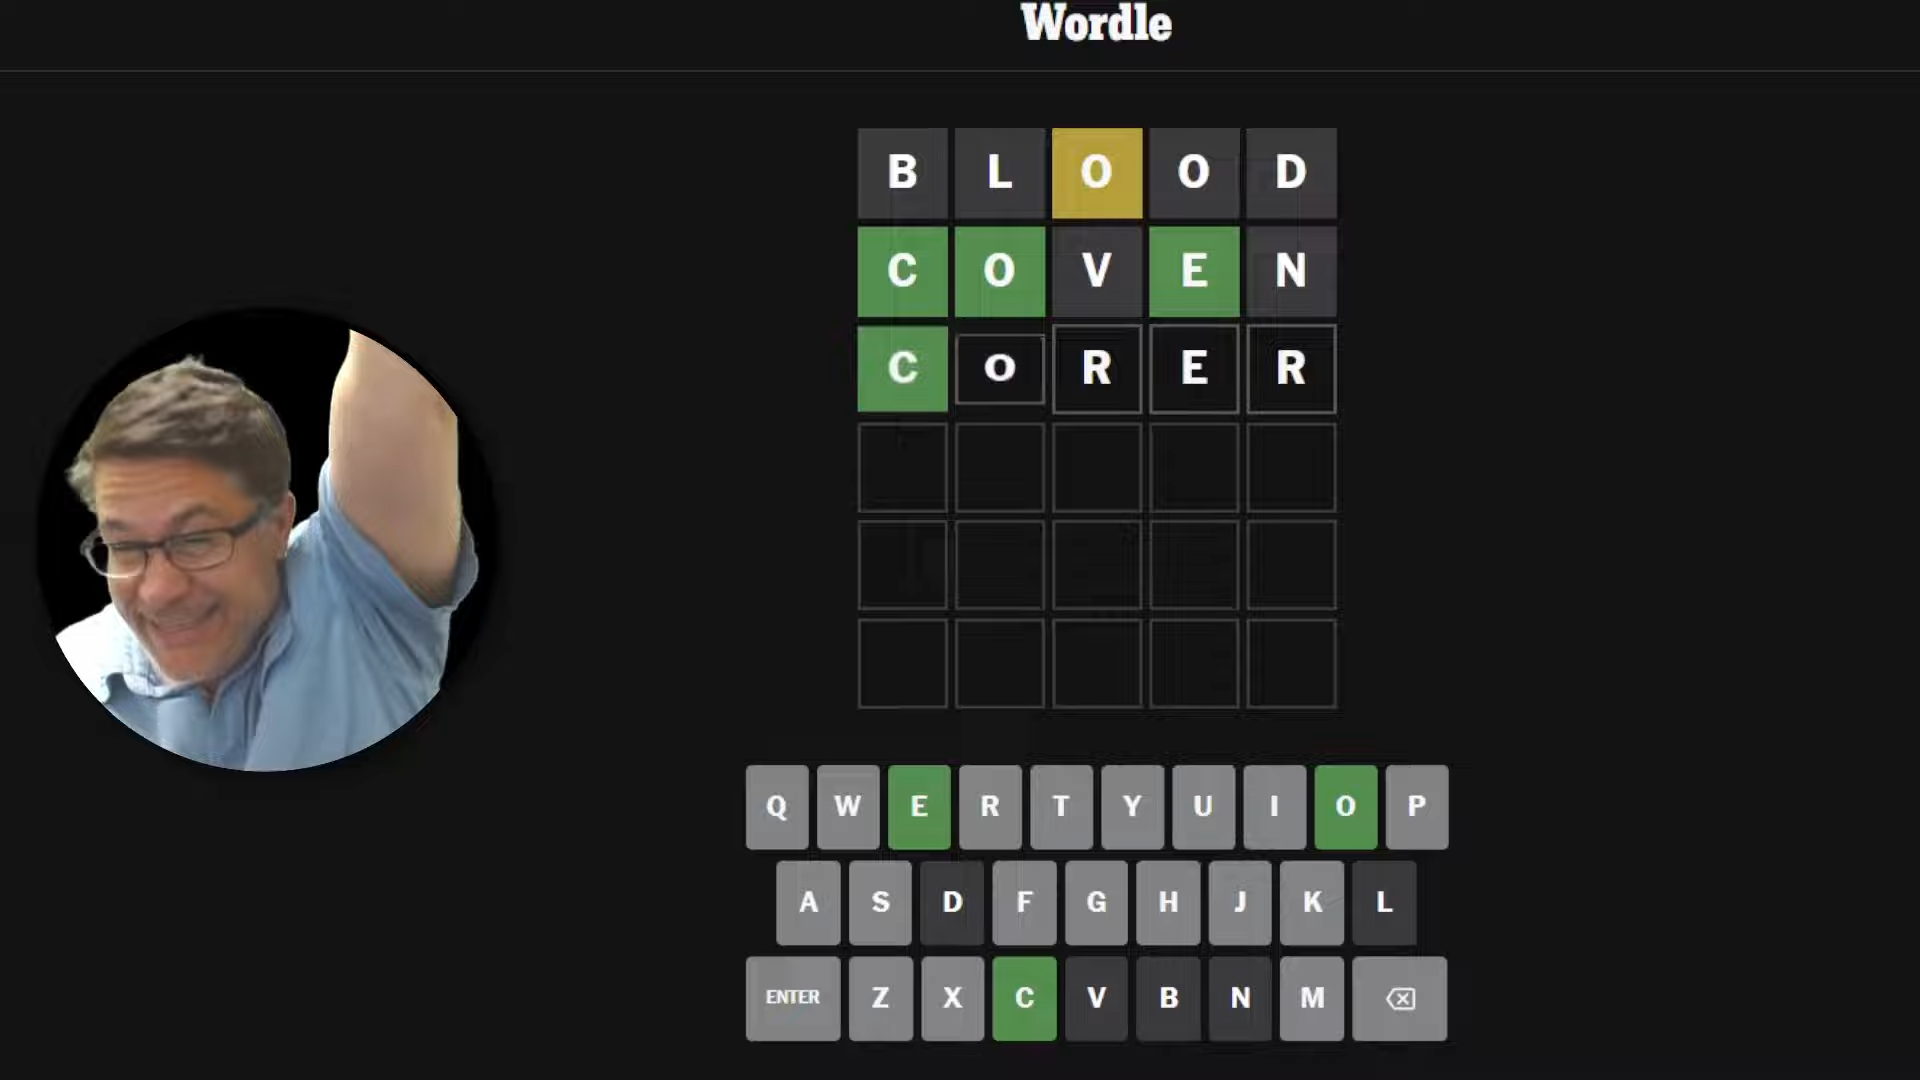 Wordle
B L O O D
C O V E N
C O R E R
Q W E R T Y U I O P
A S D F G H J K L
ENTER Z X C V B N M